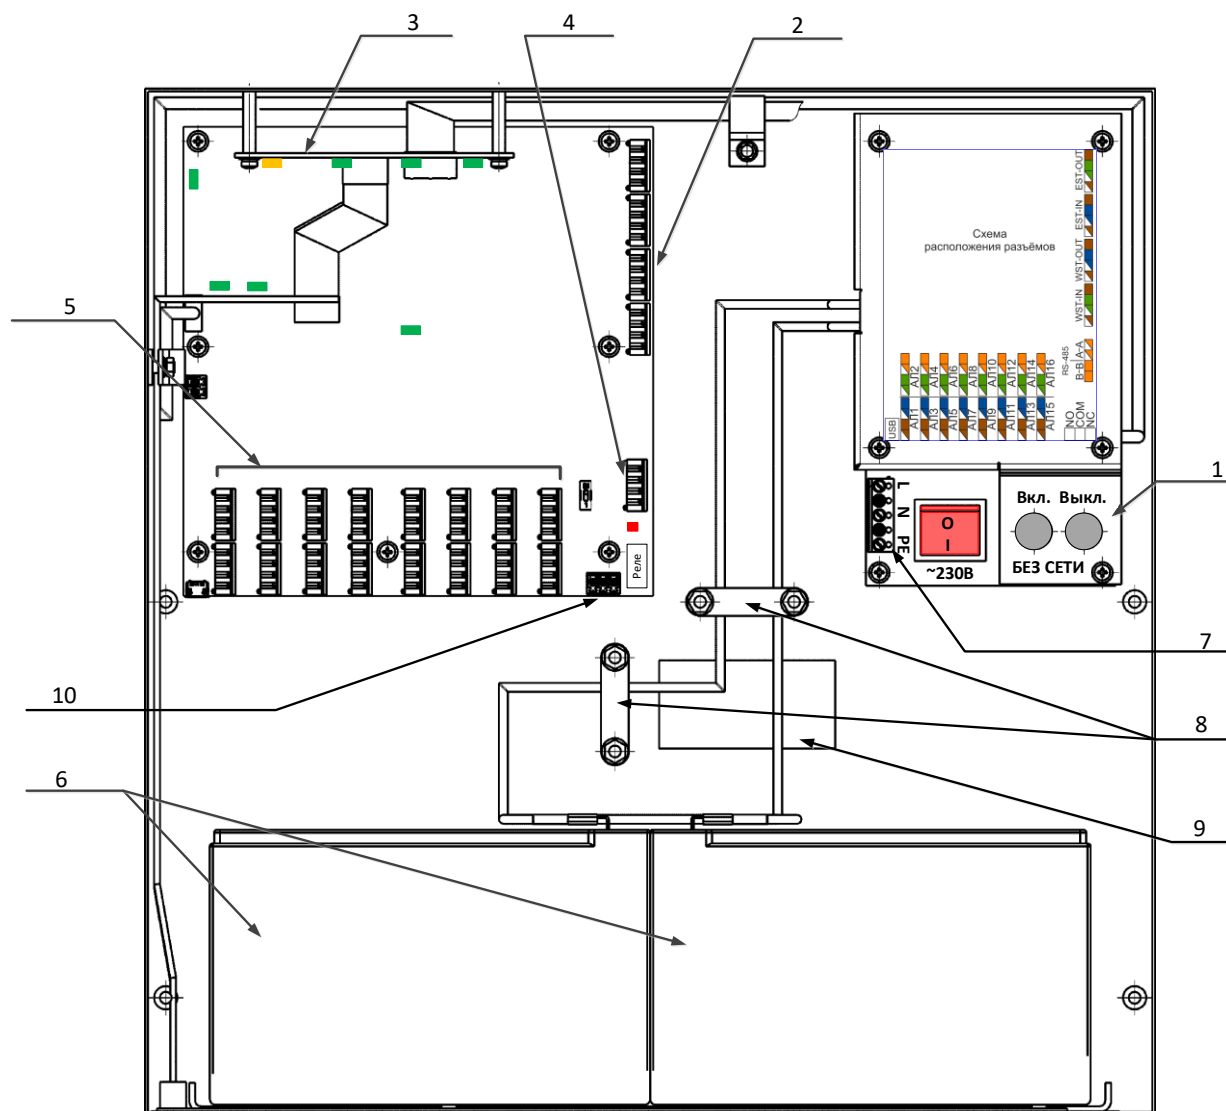 3
4
2
5
1
7
10
8
6
9
Схема
расположения разъёмов
EST-OUT
EST-IN
WST-OUT
WST-IN
RS-485
B-B
A-A
АЛ2
АЛ4
АЛ6
АЛ8
АЛ10
АЛ12
АЛ14
АЛ16
АЛ1
АЛ3
АЛ5
АЛ7
АЛ9
АЛ11
АЛ13
АЛ15
USB
NO
COM
NC
L
N
PE
O
I
~230В
Вкл. Выкл.
БЕЗ СЕТИ
Реле